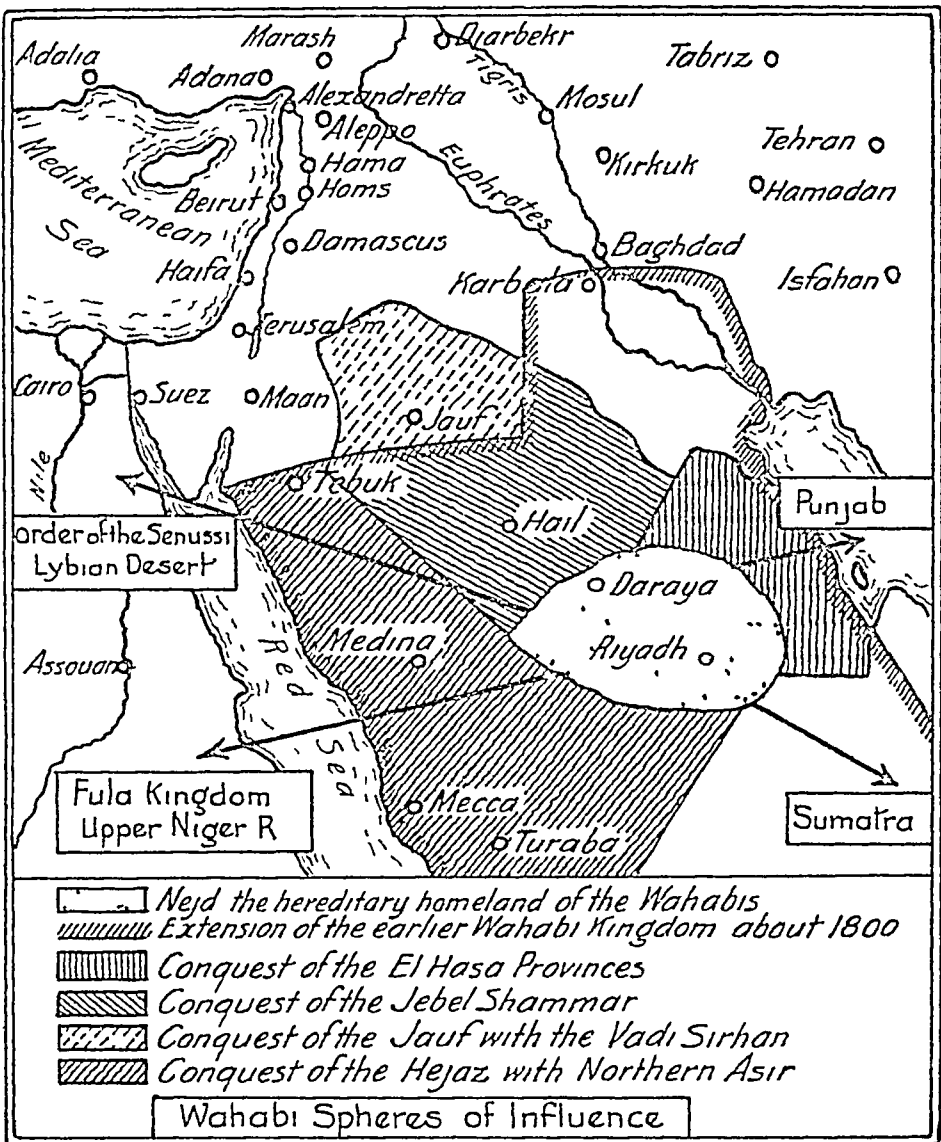 Marash
Diarbekr
Adalia
Adana
Tabriz
Tigris
Alexandretta
Mosul
Aleppo
Tehran
Mediterranean
Sea
Hama
Homs
Euphrates
Kirkuk
Hamadan
Beirut
Damascus
Baghdad
Haifa
Karbala
Isfahan
Jerusalem
Cairo
Suez
Maan
Jauf
Nile
Tebuk
Hail
Punjab
order of the Senussi
Lybian Desert
Daraya
Medina
Riyadh
Assouan
Red
Sea
Fula Kingdom
Upper Niger R
Mecca
Turaba
Sumatra
Nejd the hereditary homeland of the Wahabis
Extension of the earlier Wahabi Kingdom about 1800
Conquest of the El Hasa Provinces
Conquest of the Jebel Shammar
Conquest of the Jauf with the Vadi Sirhan
Conquest of the Hejaz with Northern Asir
Wahabi Spheres of Influence